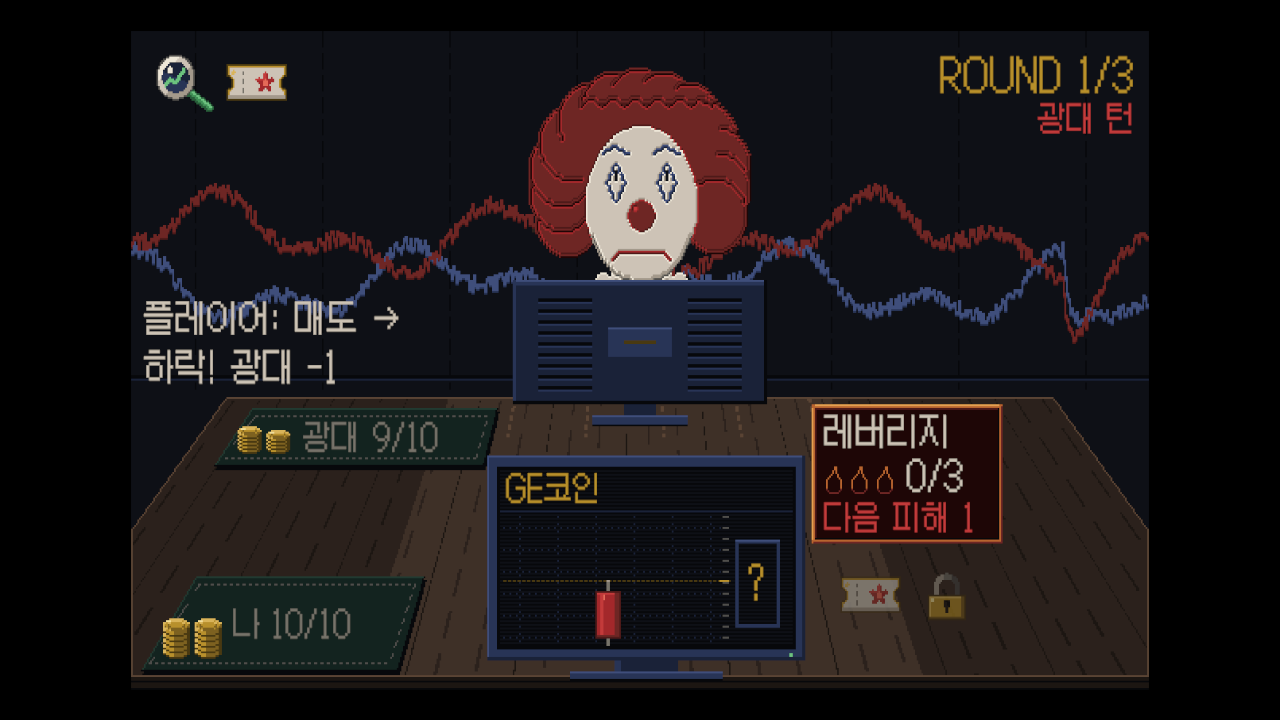 ROUND 1/3
광대 턴
플레이어: 매도 →
하락! 광대 -1
광대 9/10
레버리지
0/3
다음 피해 1
GE코인
?
나 10/10